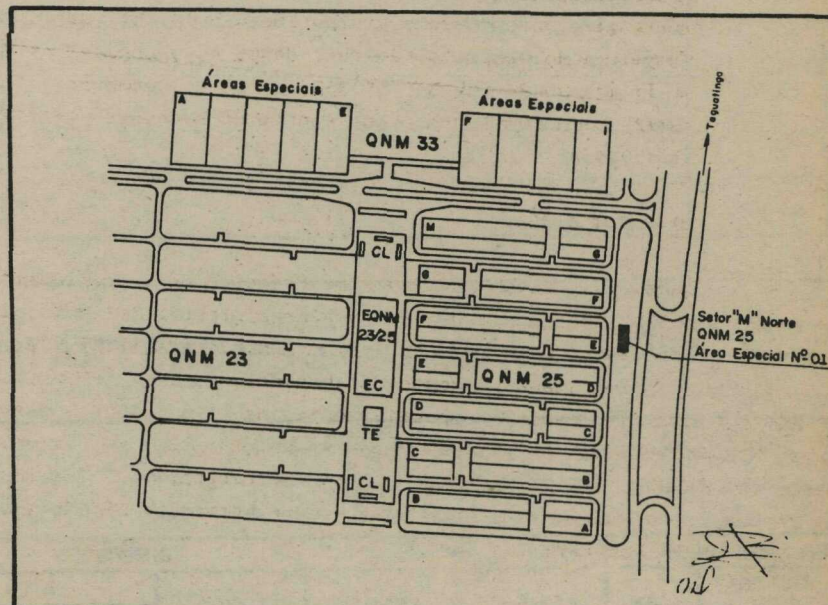 Áreas Especiais
A
E
QNM 33
Áreas Especiais
F
I
Taguatinga
M
G
CL
G
F
EQNM
23/25
F
E
Setor "M" Norte
QNM 25
Área Especial Nº 01
QNM 23
E
QNM 25
D
EC
D
C
TE
C
B
CL
B
A